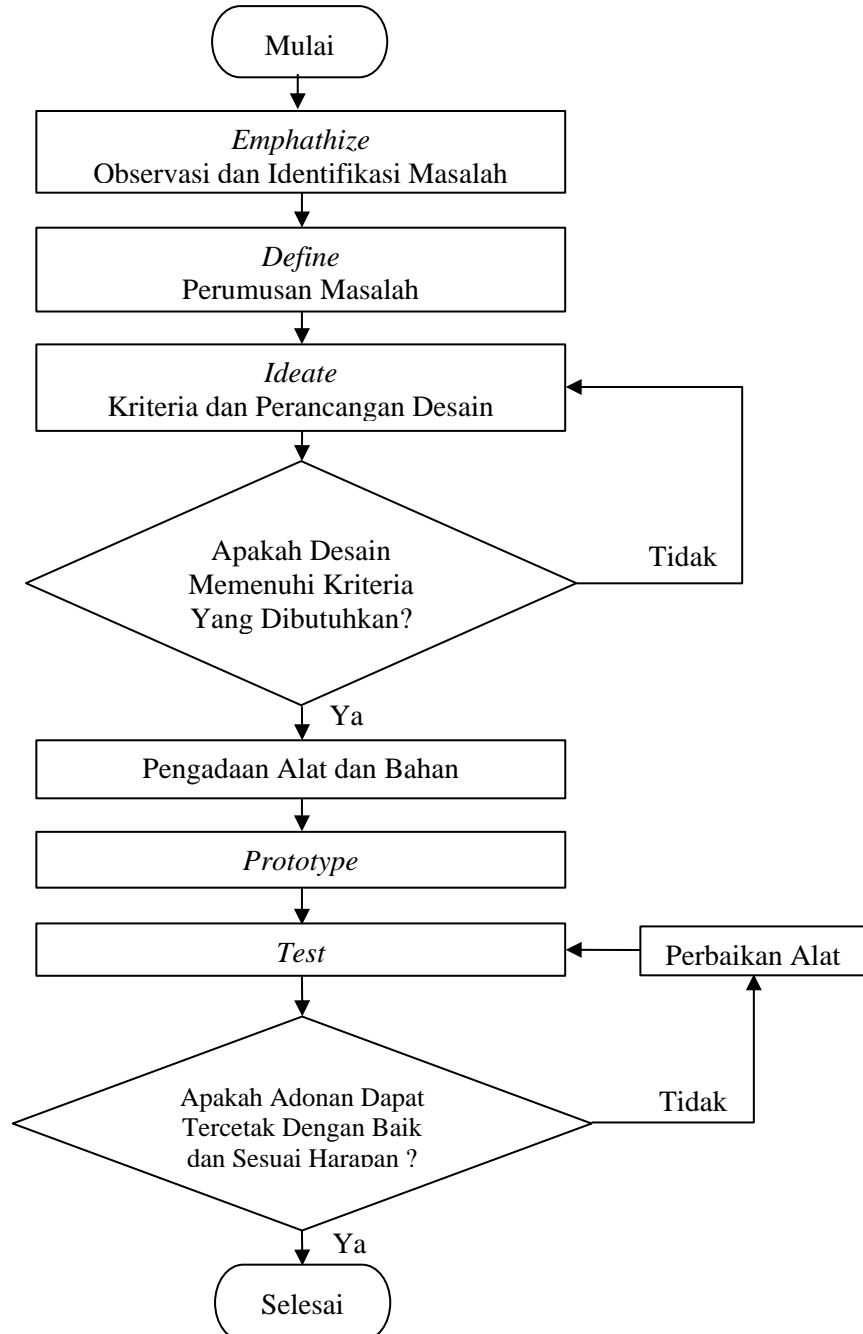 Mulai
Emphathize
Observasi dan Identifikasi Masalah
Define
Perumusan Masalah
Ideate
Kriteria dan Perancangan Desain
Apakah Desain
Memenuhi Kriteria
Yang Dibutuhkan?
Tidak
Ya
Pengadaan Alat dan Bahan
Prototype
Test
Perbaikan Alat
Apakah Adonan Dapat
Tercetak Dengan Baik
dan Sesuai Harapan ?
Tidak
Ya
Selesai